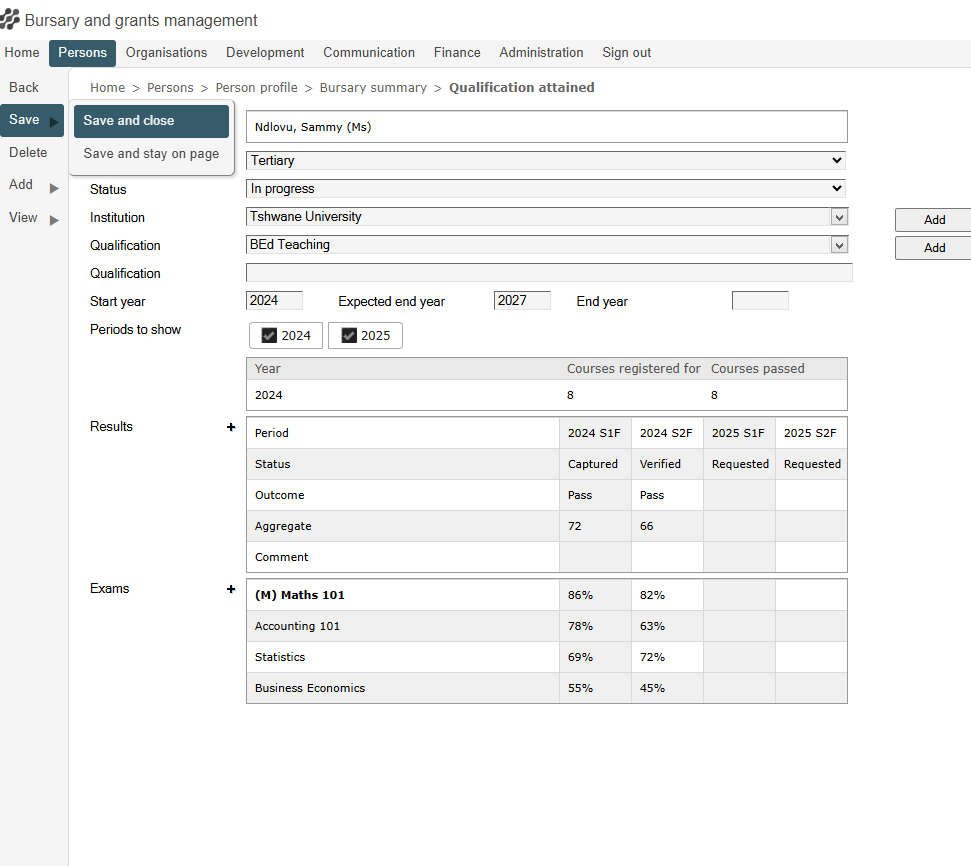 Bursary and grants management
Home Persons Organisations Development Communication Finance Administration Sign out
Back
Home > Persons > Person profile > Bursary summary > Qualification attained
Save
Save and close
Ndlovu, Sammy (Ms)
Delete
Save and stay on page
Tertiary
Add
Status In progress
View
Institution Tshwane University Add
Qualification BEd Teaching Add
Qualification
Start year 2024 Expected end year 2027 End year
Periods to show 2024 2025
Year Courses registered for Courses passed
2024 8 8
Results + Period 2024 S1F 2024 S2F 2025 S1F 2025 S2F
Status Captured Verified Requested Requested
Outcome Pass Pass
Aggregate 72 66
Comment
Exams + (M) Maths 101 86% 82%
Accounting 101 78% 63%
Statistics 69% 72%
Business Economics 55% 45%